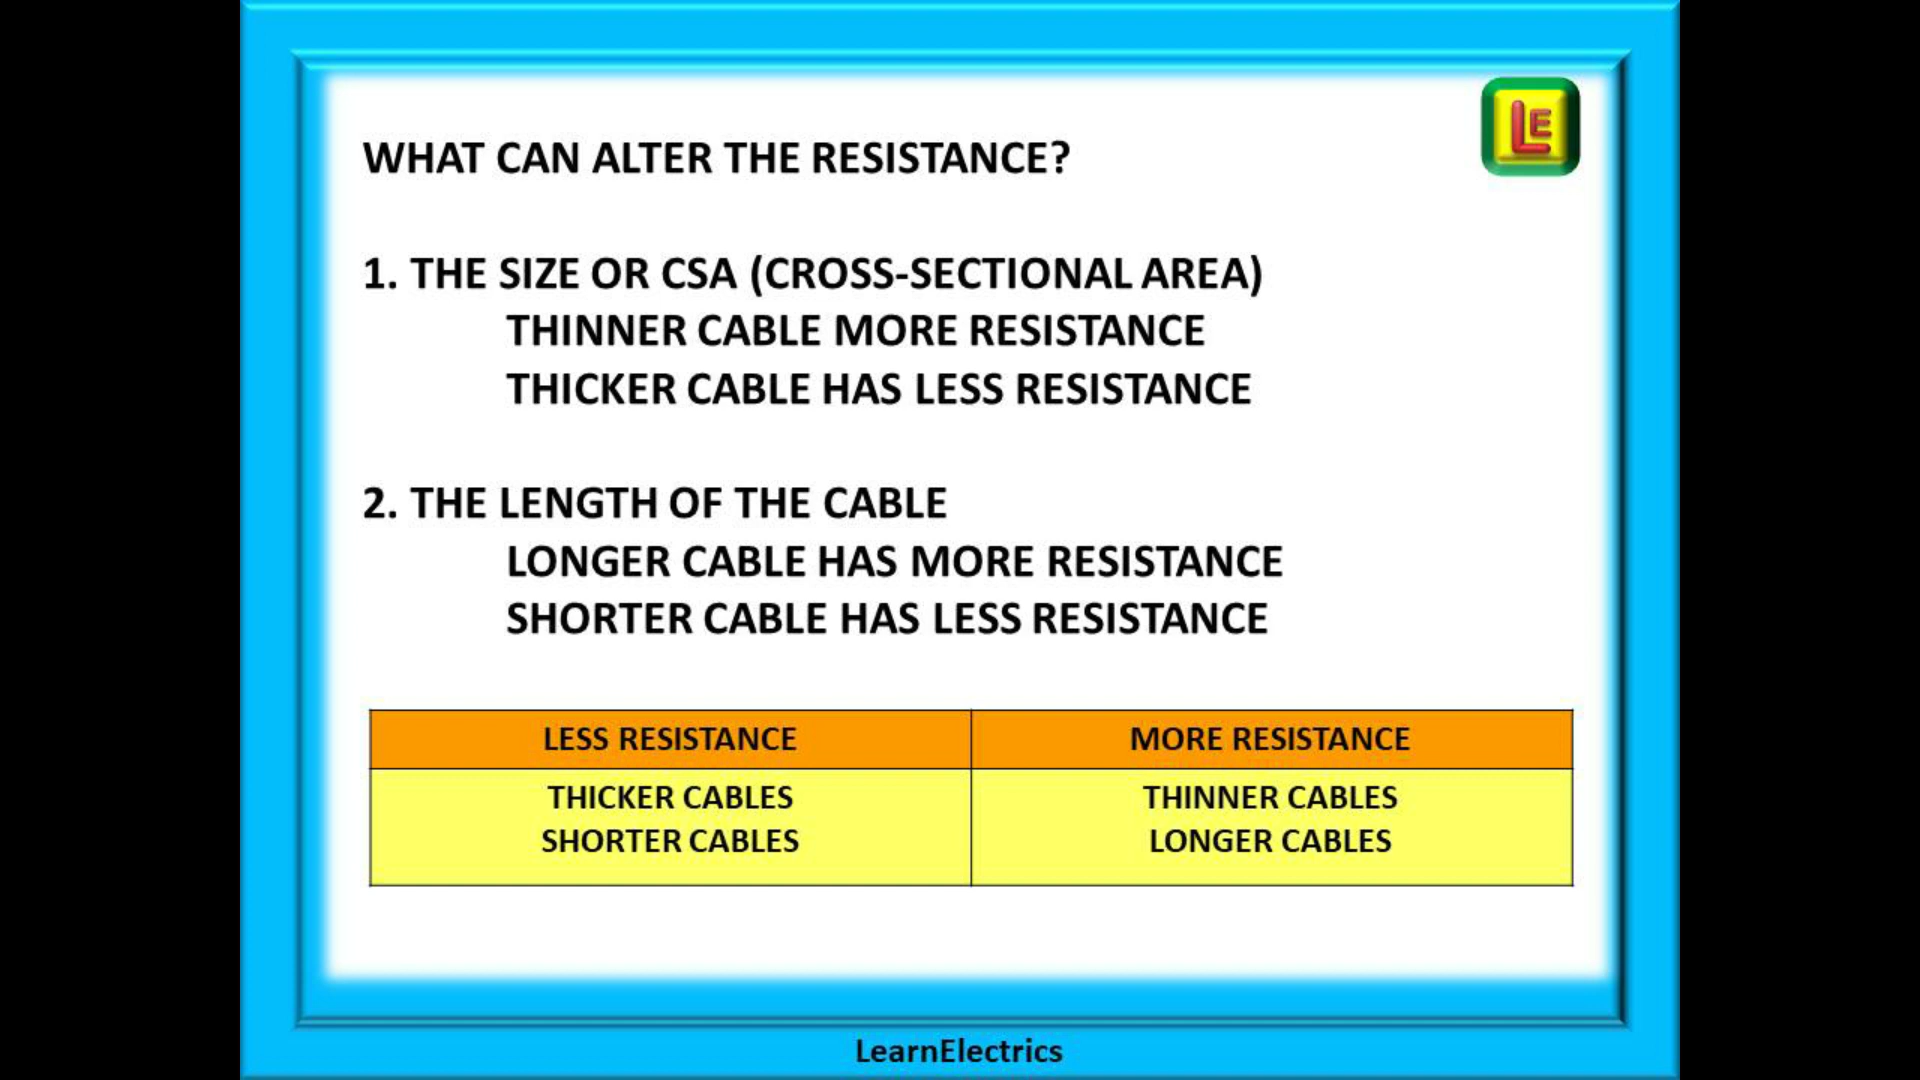 LE
WHAT CAN ALTER THE RESISTANCE?
1. THE SIZE OR CSA (CROSS-SECTIONAL AREA)
THINNER CABLE MORE RESISTANCE
THICKER CABLE HAS LESS RESISTANCE
2. THE LENGTH OF THE CABLE
LONGER CABLE HAS MORE RESISTANCE
SHORTER CABLE HAS LESS RESISTANCE
LESS RESISTANCE
MORE RESISTANCE
THICKER CABLES
SHORTER CABLES
THINNER CABLES
LONGER CABLES
LearnElectrics